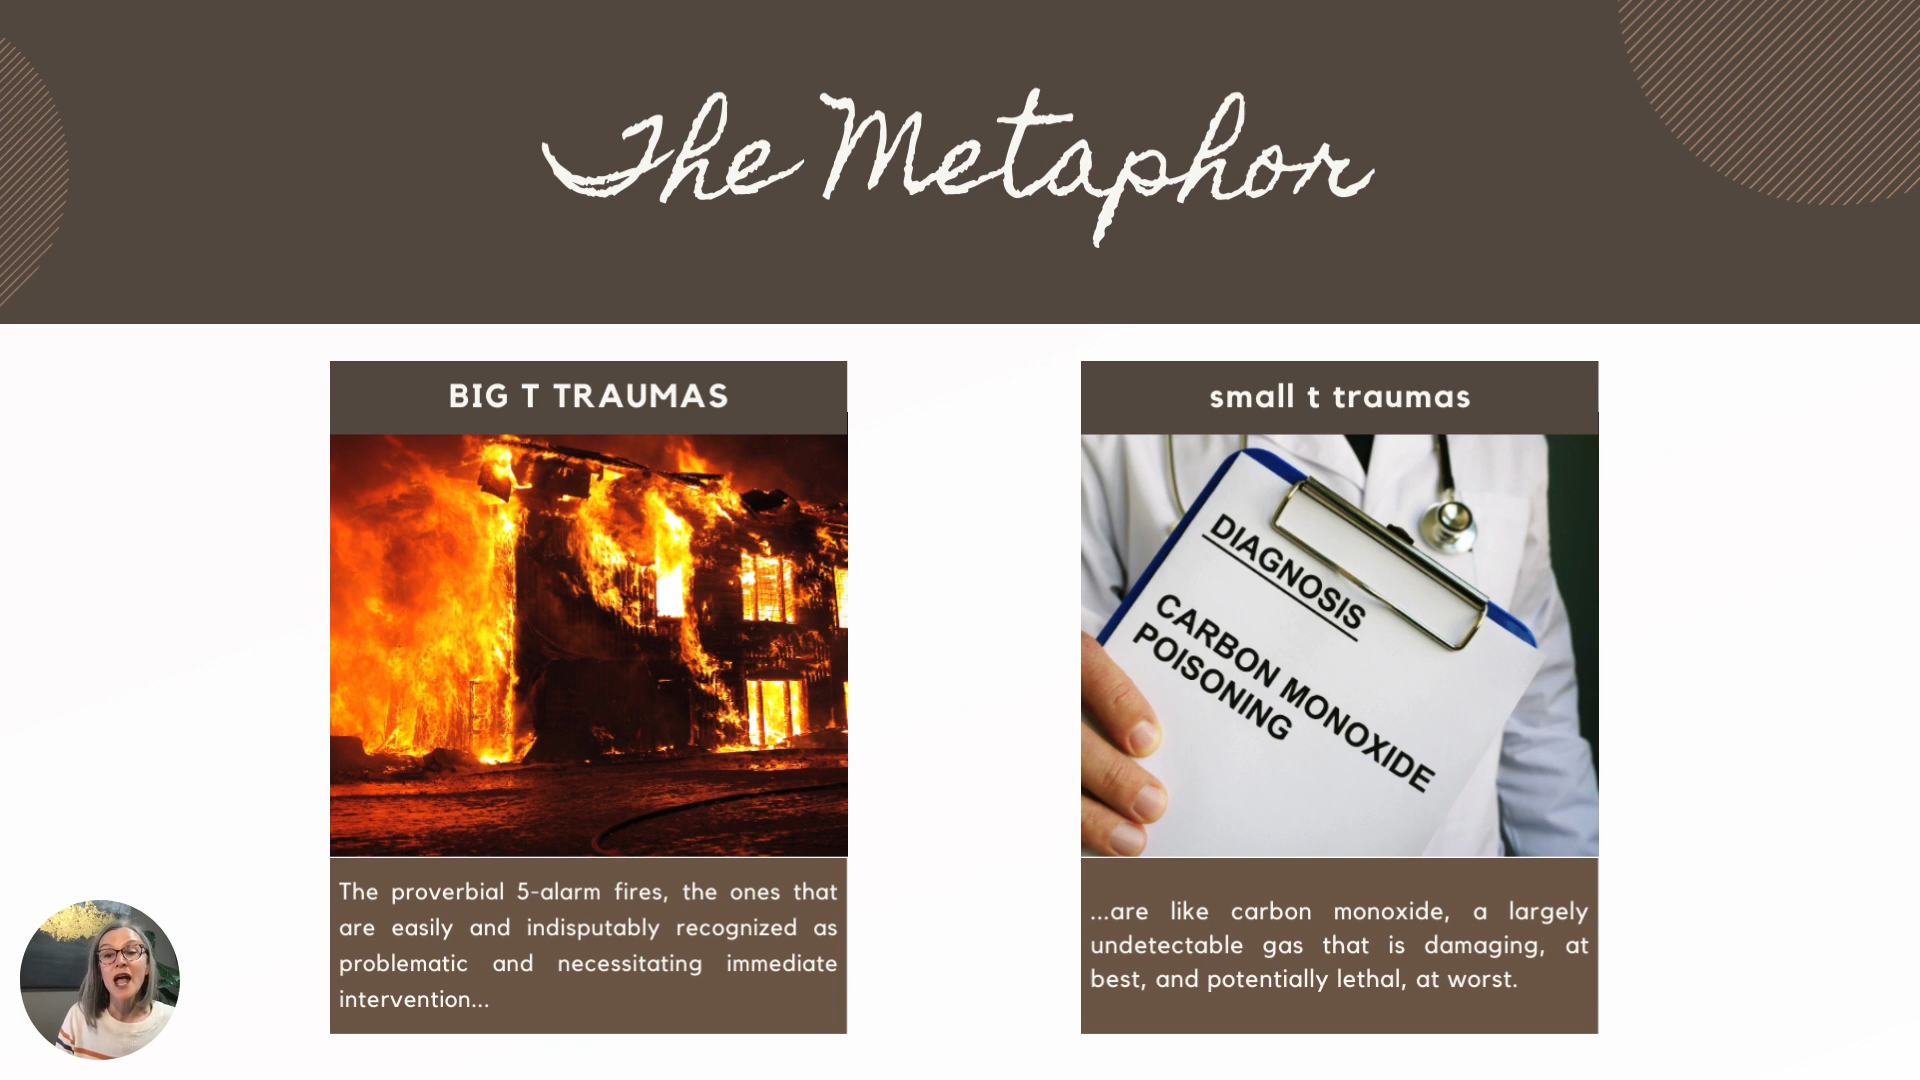 The Metaphor
BIG T TRAUMAS
DIAGNOSIS
CARBON MONOXIDE
POISONING
The proverbial 5-alarm fires, the ones that
are easily and indisputably recognized as
problematic and necessitating immediate
intervention...
small t traumas
...are like carbon monoxide, a largely
undetectable gas that is damaging, at
best, and potentially lethal, at worst.